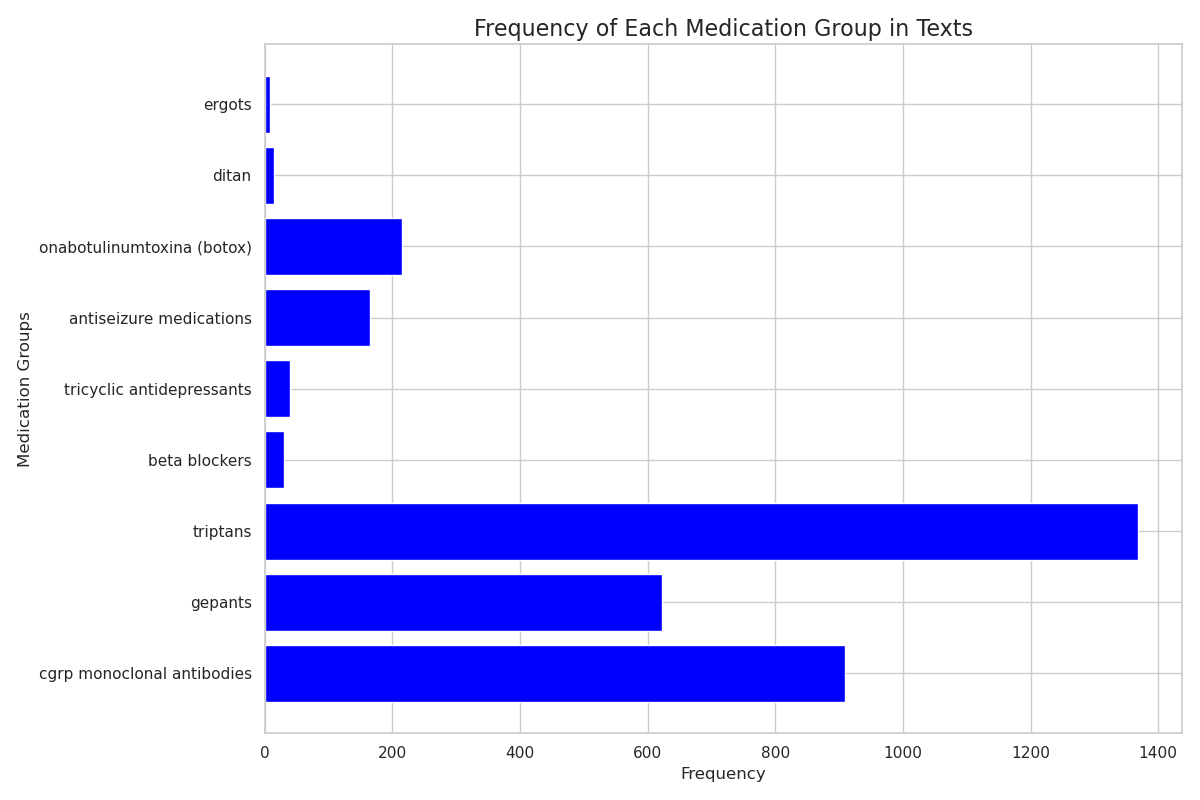 Frequency of Each Medication Group in Texts
ergots
ditan
onabotulinumtoxina (botox)
antiseizure medications
tricyclic antidepressants
beta blockers
triptans
gepants
cgrp monoclonal antibodies
Medication Groups
0 200 400 600 800 1000 1200 1400
Frequency